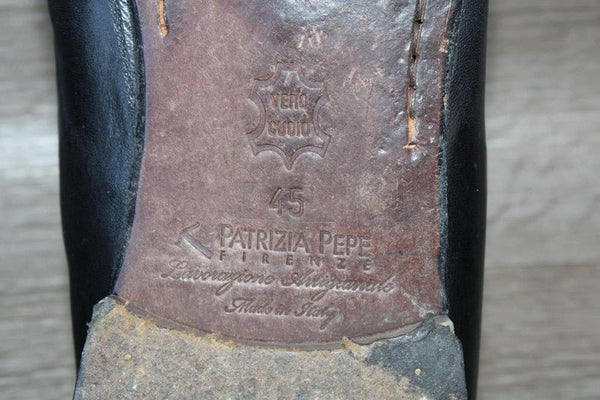 VERO
CUOIO
45
PATRIZIA PEPE
FIRENZE
Lavorazione Artigianale
Made in Italy